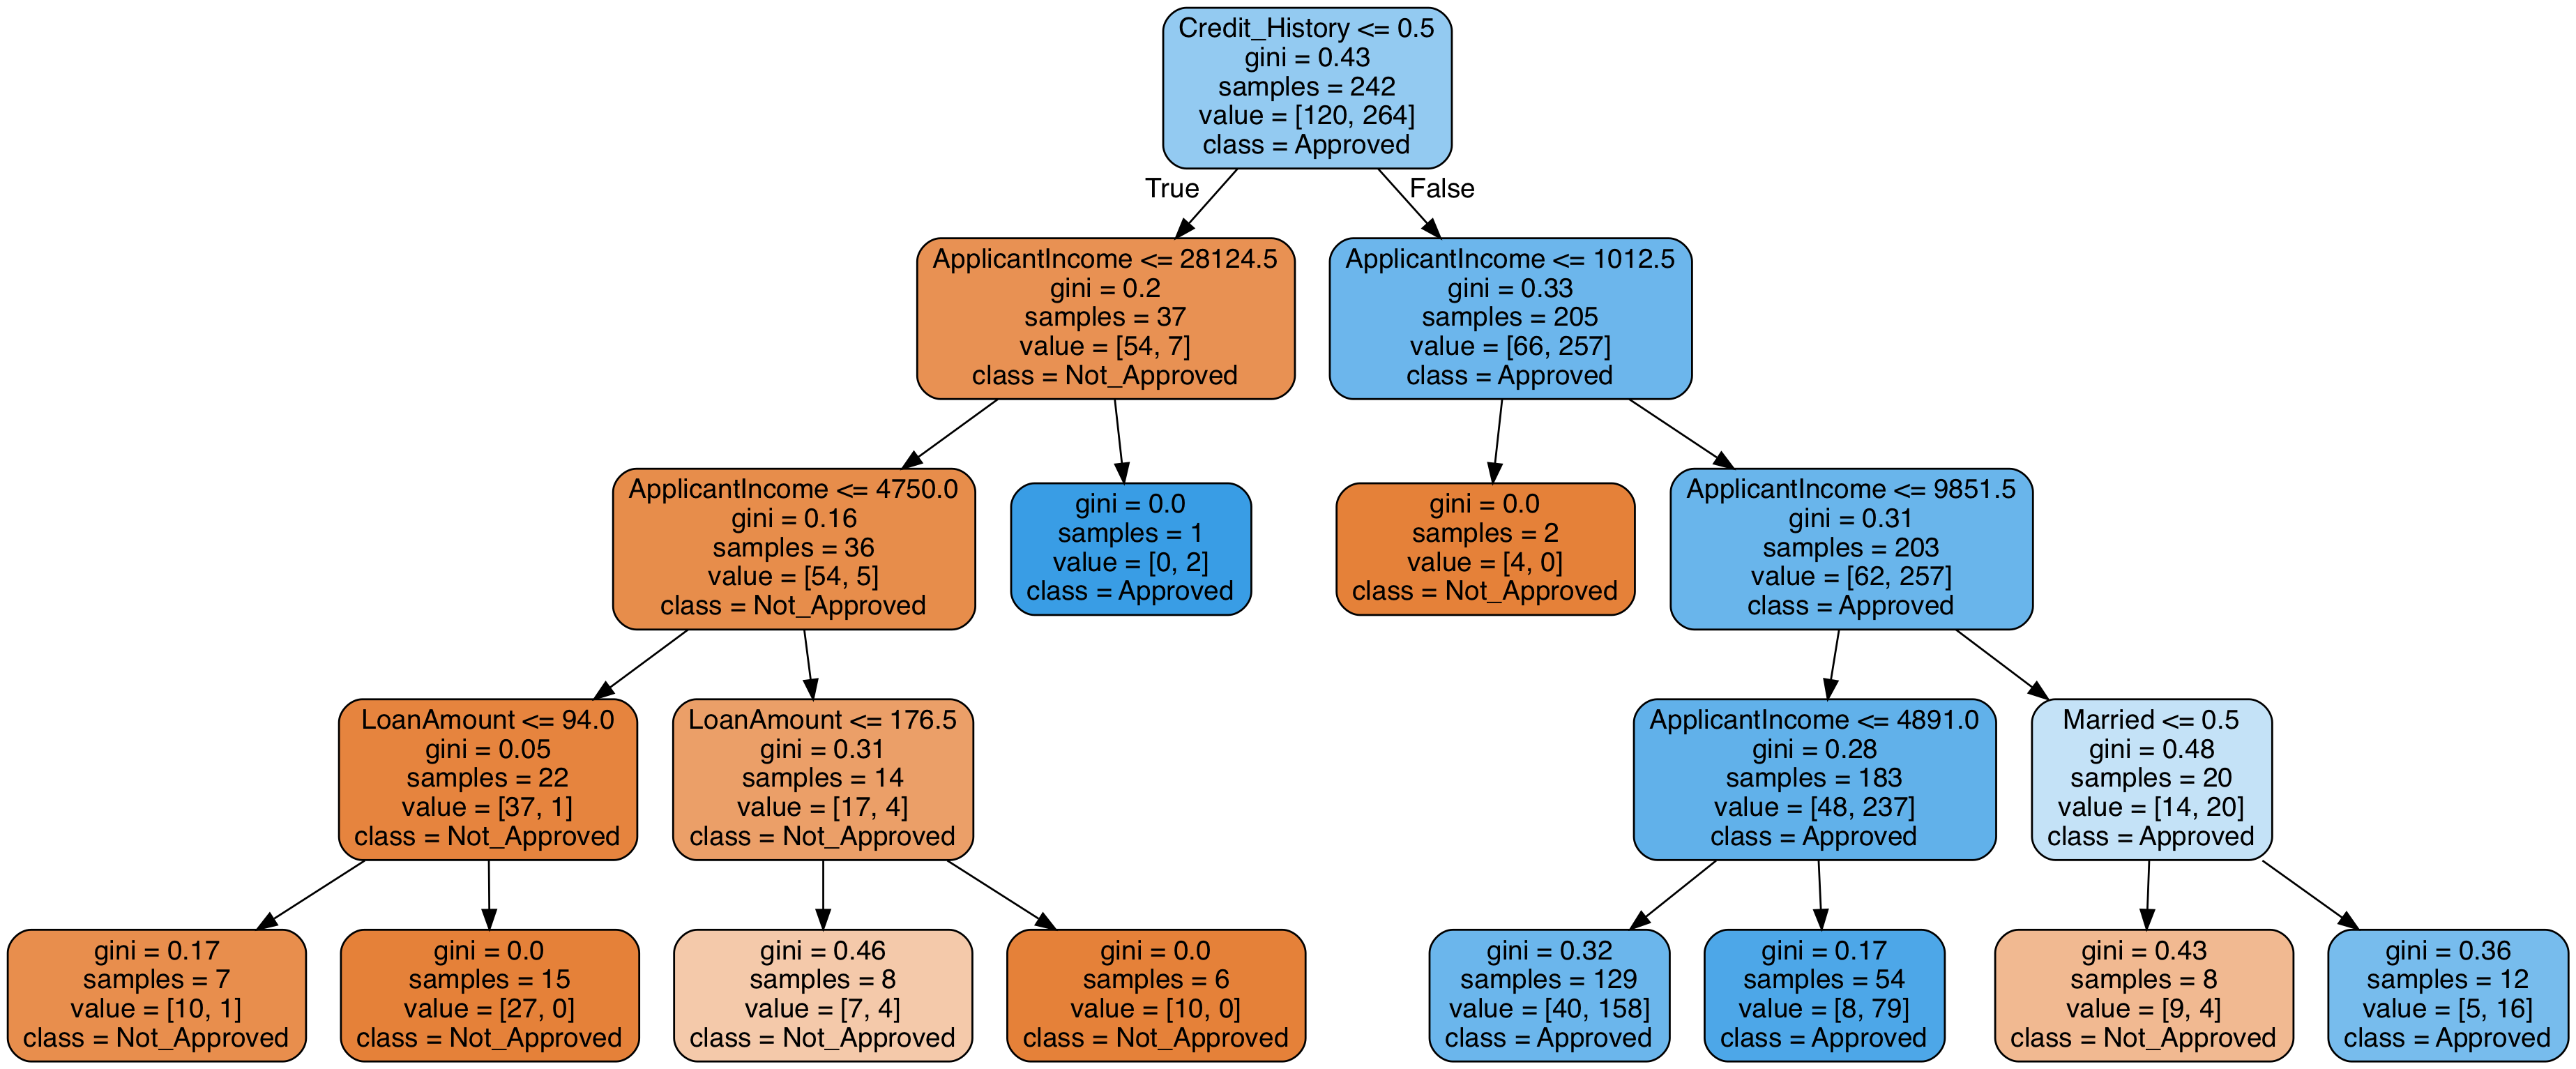 Credit_History <= 0.5
gini = 0.43
samples = 242
value = [120, 264]
class = Approved
True
False
ApplicantIncome <= 28124.5
gini = 0.2
samples = 37
value = [54, 7]
class = Not_Approved
ApplicantIncome <= 1012.5
gini = 0.33
samples = 205
value = [66, 257]
class = Approved
ApplicantIncome <= 4750.0
gini = 0.16
samples = 36
value = [54, 5]
class = Not_Approved
gini = 0.0
samples = 1
value = [0, 2]
class = Approved
gini = 0.0
samples = 2
value = [4, 0]
class = Not_Approved
ApplicantIncome <= 9851.5
gini = 0.31
samples = 203
value = [62, 257]
class = Approved
LoanAmount <= 94.0
gini = 0.05
samples = 22
value = [37, 1]
class = Not_Approved
LoanAmount <= 176.5
gini = 0.31
samples = 14
value = [17, 4]
class = Not_Approved
ApplicantIncome <= 4891.0
gini = 0.28
samples = 183
value = [48, 237]
class = Approved
Married <= 0.5
gini = 0.48
samples = 20
value = [14, 20]
class = Approved
gini = 0.17
samples = 7
value = [10, 1]
class = Not_Approved
gini = 0.0
samples = 15
value = [27, 0]
class = Not_Approved
gini = 0.46
samples = 8
value = [7, 4]
class = Not_Approved
gini = 0.0
samples = 6
value = [10, 0]
class = Not_Approved
gini = 0.32
samples = 129
value = [40, 158]
class = Approved
gini = 0.17
samples = 54
value = [8, 79]
class = Approved
gini = 0.43
samples = 8
value = [9, 4]
class = Not_Approved
gini = 0.36
samples = 12
value = [5, 16]
class = Approved